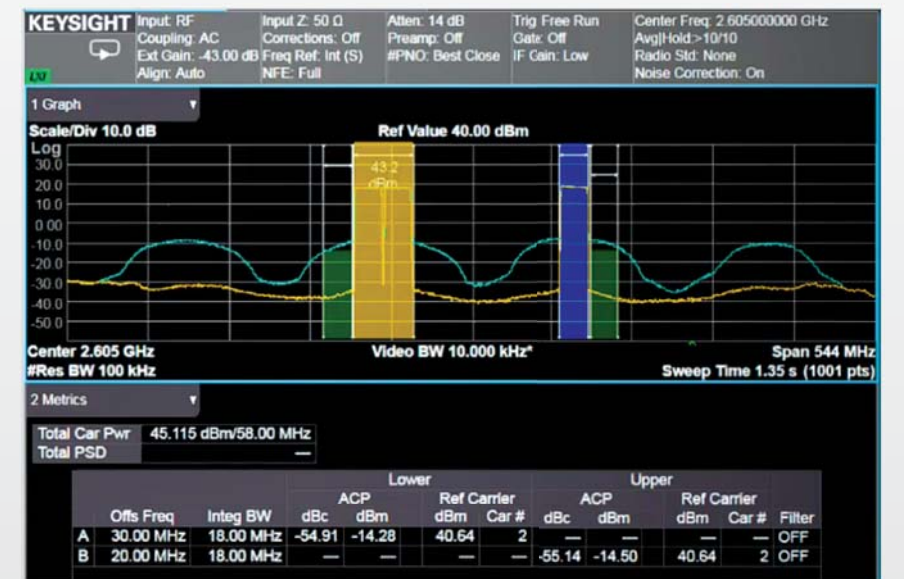 KEYSIGHT Input: RF Input Z: 50 Ω Atten: 14 dB Trig Free Run Center Freq: 2.605000000 GHz
Coupling: AC Corrections: Off Preamp: Off Gate: Off Avg|Hold:>10/10
Ext Gain: -43.00 dB Freq Ref: Int (S) #PNO: Best Close IF Gain: Low Radio Std: None
LXI Align: Auto NFE: Full Noise Correction: On
1 Graph
Scale/Div 10.0 dB Ref Value 40.00 dBm
Log
30.0 43.2
dBm
20.0
10.0
0.00
-10.0
-20.0
-30.0
-40.0
-50.0
Center 2.605 GHz Video BW 10.000 kHz* Span 544 MHz
#Res BW 100 kHz Sweep Time 1.35 s (1001 pts)
2 Metrics
Total Car Pwr 45.115 dBm/58.00 MHz
Total PSD —
Lower Upper
ACP Ref Carrier ACP Ref Carrier
Offs Freq Integ BW dBc dBm dBm Car # dBc dBm dBm Car # Filter
A 30.00 MHz 18.00 MHz -54.91 -14.28 40.64 2 — — — — OFF
B 20.00 MHz 18.00 MHz — — — — -55.14 -14.50 40.64 2 OFF